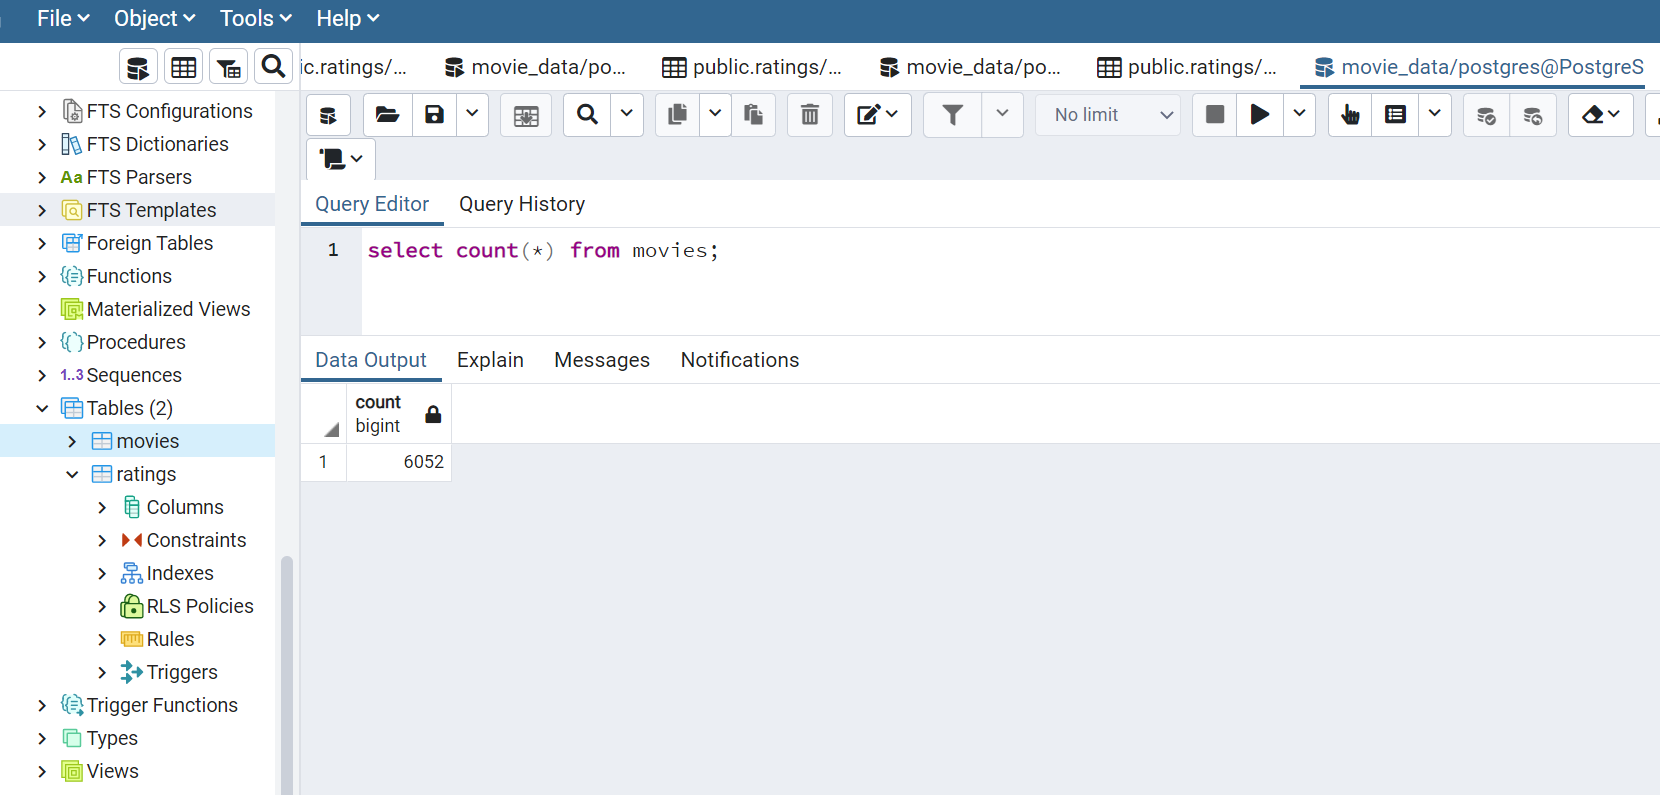 File Object Tools Help
ic.ratings/... movie_data/po... public.ratings/... movie_data/po... public.ratings/... movie_data/postgres@PostgreS
No limit
FTS Configurations
FTS Dictionaries
Aa FTS Parsers
FTS Templates
Foreign Tables
Functions
Materialized Views
Procedures
1..3 Sequences
Tables (2)
movies
ratings
Columns
Constraints
Indexes
RLS Policies
Rules
Triggers
Trigger Functions
Types
Views
Query Editor Query History
1 select count(*) from movies;
Data Output Explain Messages Notifications
count
bigint
1 6052